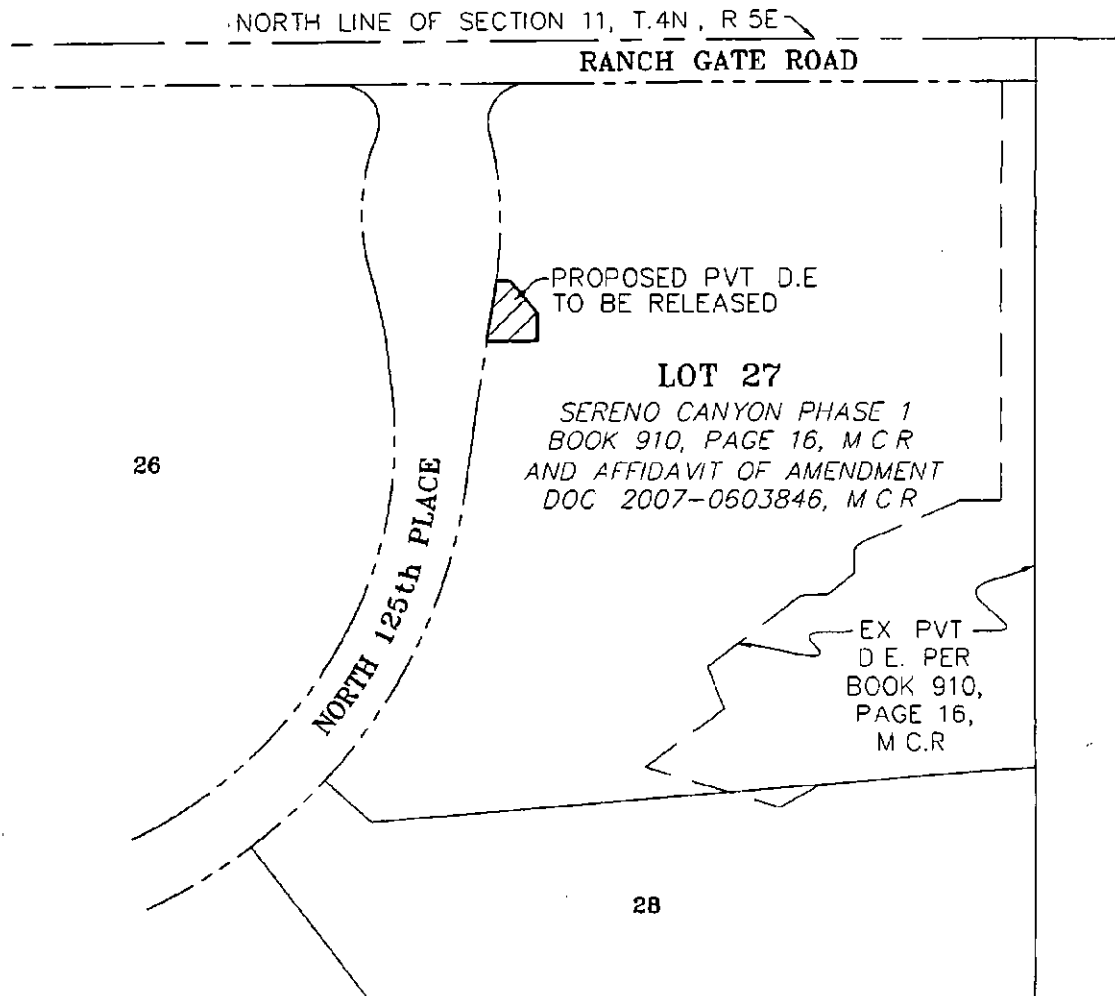 NORTH LINE OF SECTION 11, T.4N , R 5E
RANCH GATE ROAD
PROPOSED PVT D.E
TO BE RELEASED
LOT 27
SERENO CANYON PHASE 1
BOOK 910, PAGE 16, M C R
AND AFFIDAVIT OF AMENDMENT
DOC 2007-0603846, M C R
26
NORTH 125th PLACE
EX PVT
D E. PER
BOOK 910,
PAGE 16,
M C.R
28